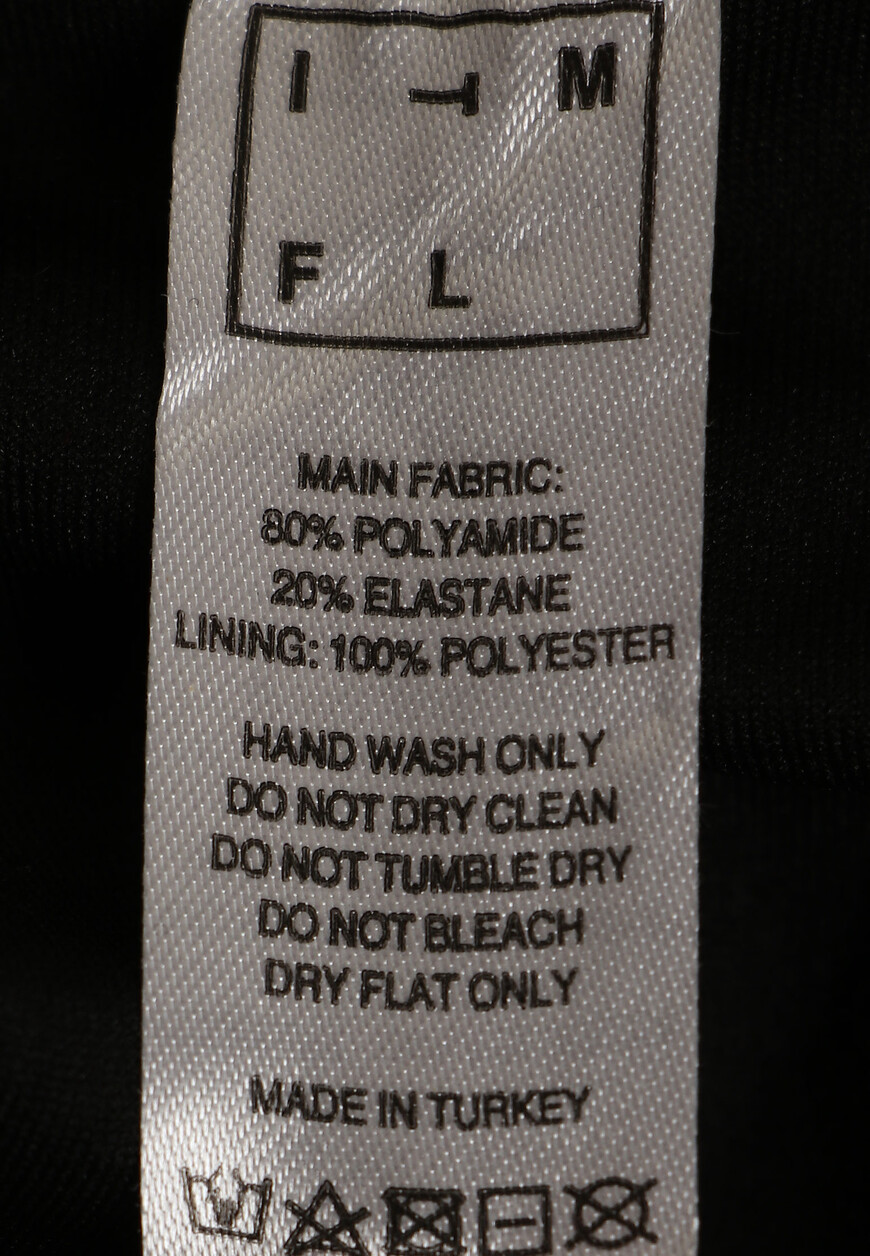 I T M
F L
MAIN FABRIC:
80% POLYAMIDE
20% ELASTANE
LINING: 100% POLYESTER
HAND WASH ONLY
DO NOT DRY CLEAN
DO NOT TUMBLE DRY
DO NOT BLEACH
DRY FLAT ONLY
MADE IN TURKEY